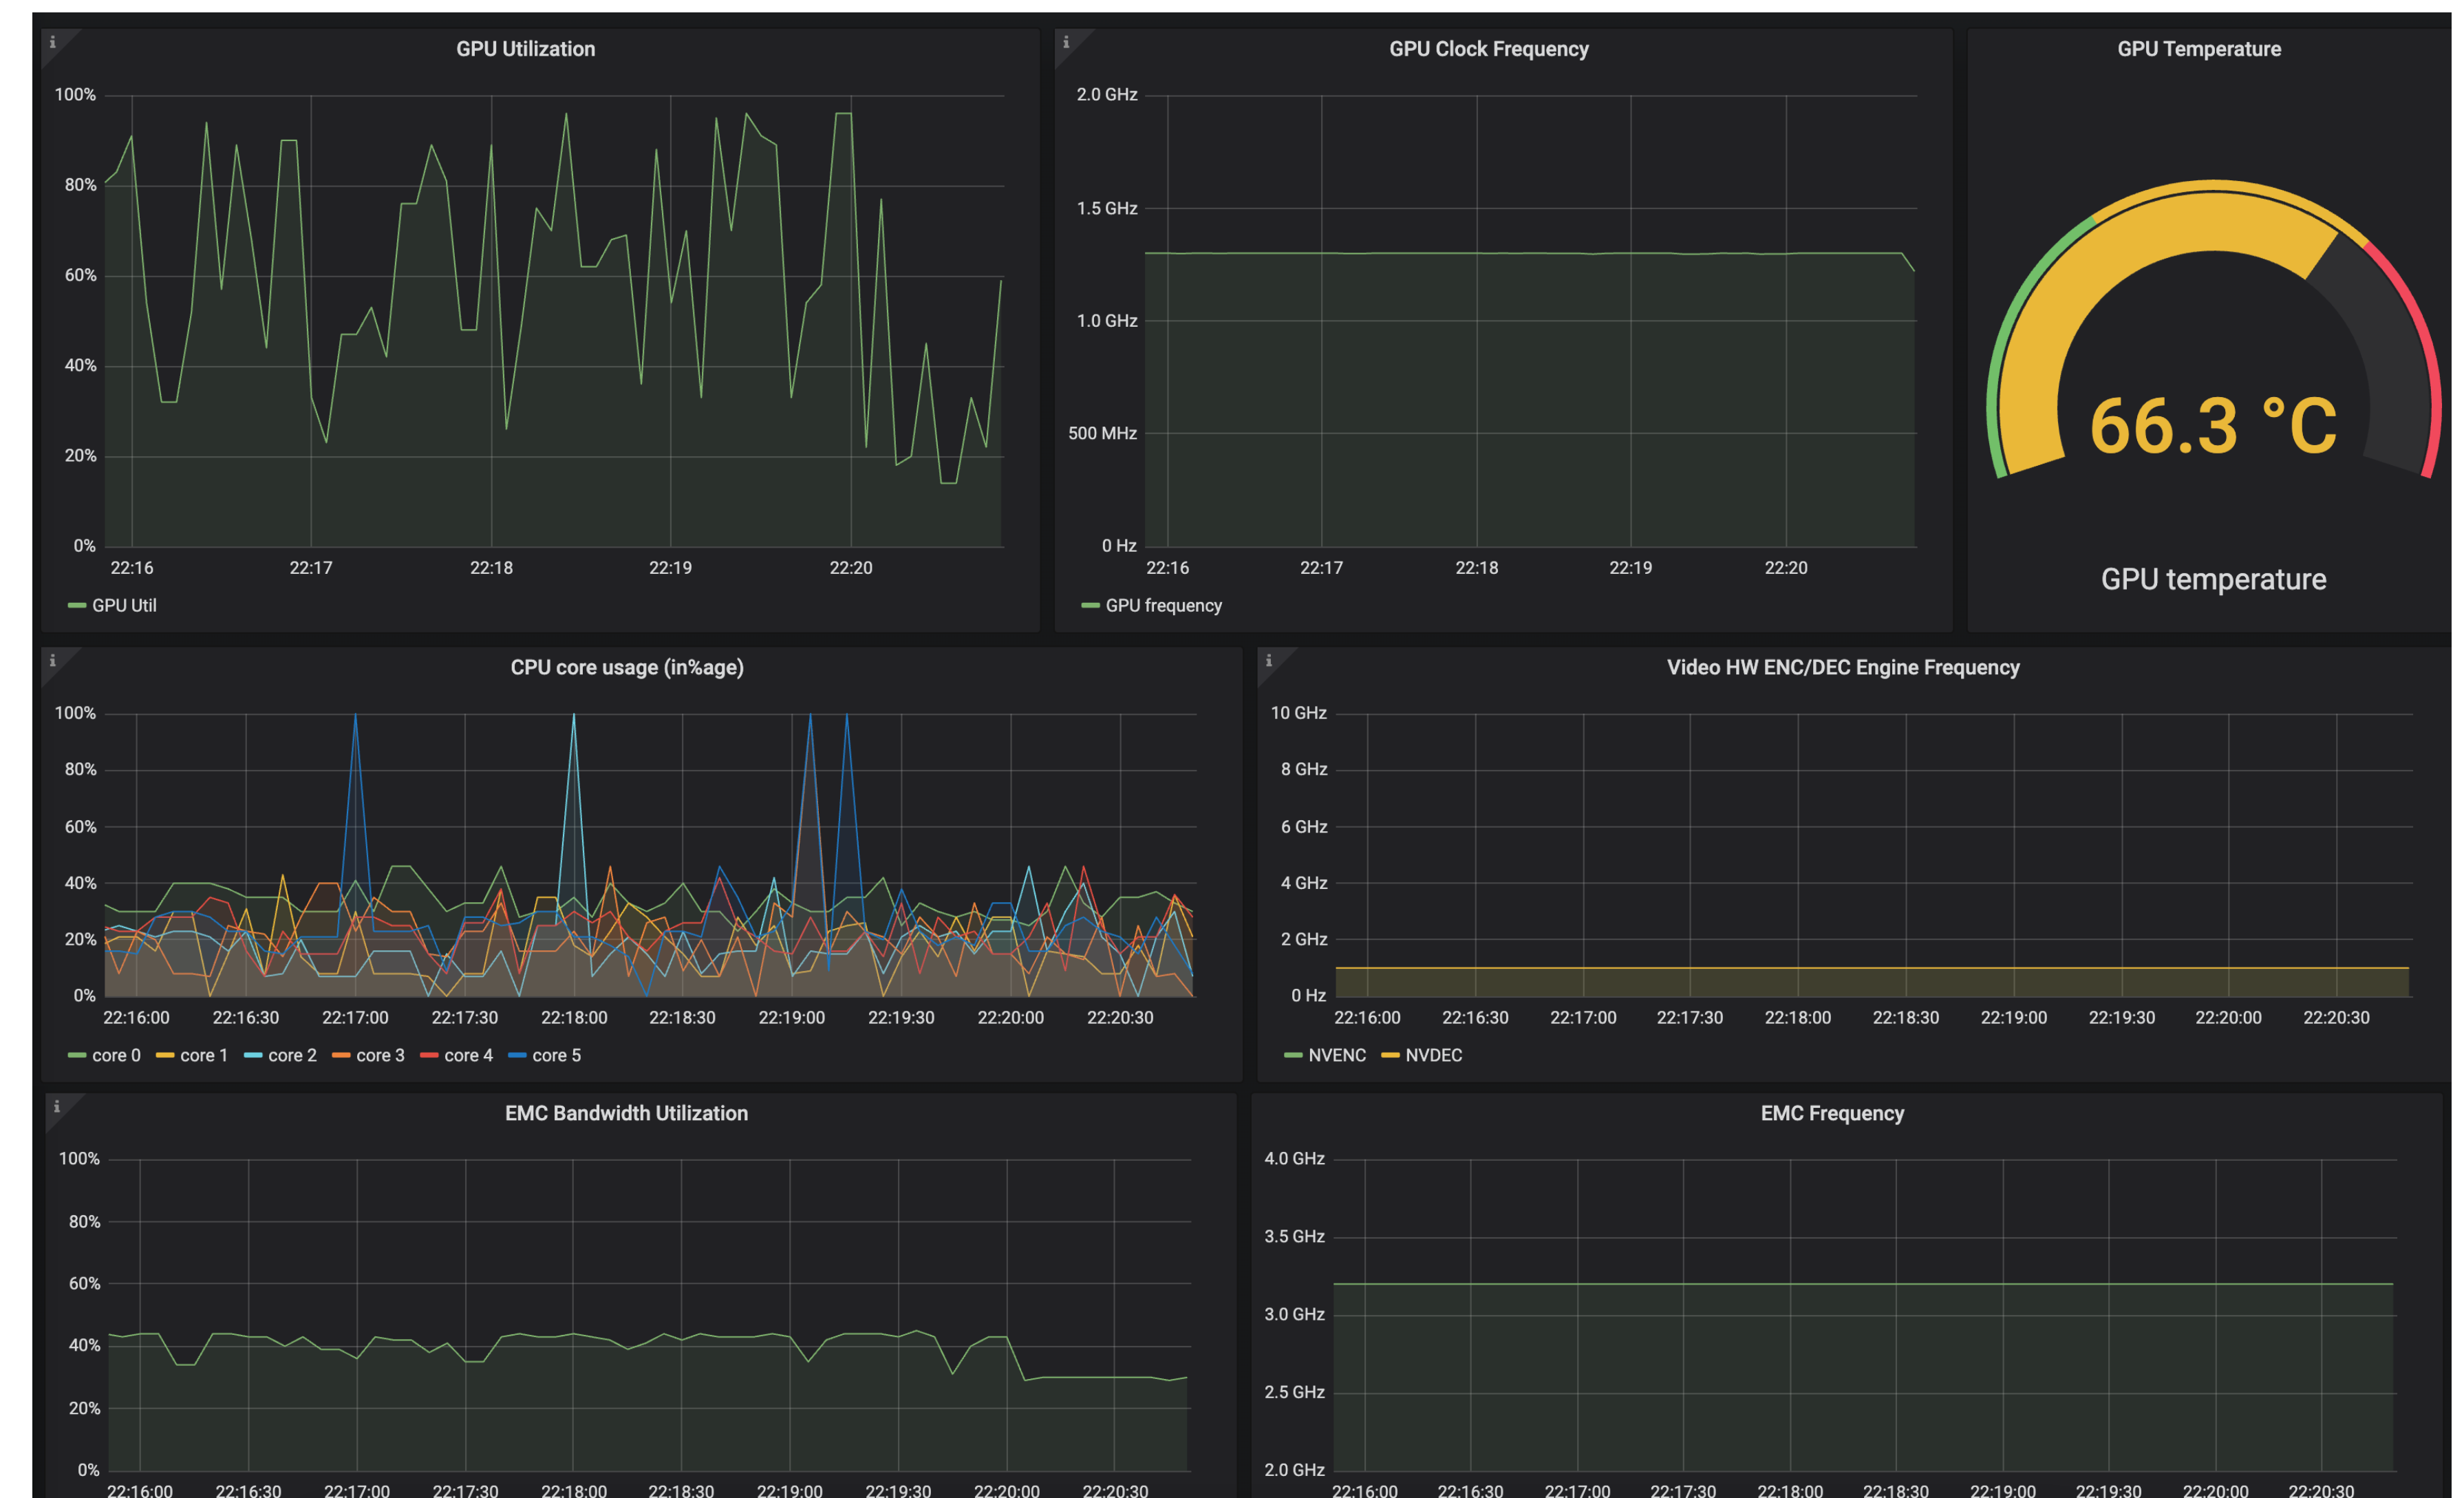 GPU Utilization
100%
80%
60%
40%
20%
0%
22:16 22:17 22:18 22:19 22:20
GPU Util
GPU Clock Frequency
2.0 GHz
1.5 GHz
1.0 GHz
500 MHz
0 Hz
22:16 22:17 22:18 22:19 22:20
GPU frequency
GPU Temperature
66.3 °C
GPU temperature
CPU core usage (in%age)
100%
80%
60%
40%
20%
0%
22:16:00 22:16:30 22:17:00 22:17:30 22:18:00 22:18:30 22:19:00 22:19:30 22:20:00 22:20:30
core 0 core 1 core 2 core 3 core 4 core 5
Video HW ENC/DEC Engine Frequency
10 GHz
8 GHz
6 GHz
4 GHz
2 GHz
0 Hz
22:16:00 22:16:30 22:17:00 22:17:30 22:18:00 22:18:30 22:19:00 22:19:30 22:20:00 22:20:30
NVENC NVDEC
EMC Bandwidth Utilization
100%
80%
60%
40%
20%
0%
22:16:00 22:16:30 22:17:00 22:17:30 22:18:00 22:18:30 22:19:00 22:19:30 22:20:00 22:20:30
EMC Frequency
4.0 GHz
3.5 GHz
3.0 GHz
2.5 GHz
2.0 GHz
22:16:00 22:16:30 22:17:00 22:17:30 22:18:00 22:18:30 22:19:00 22:19:30 22:20:00 22:20:30